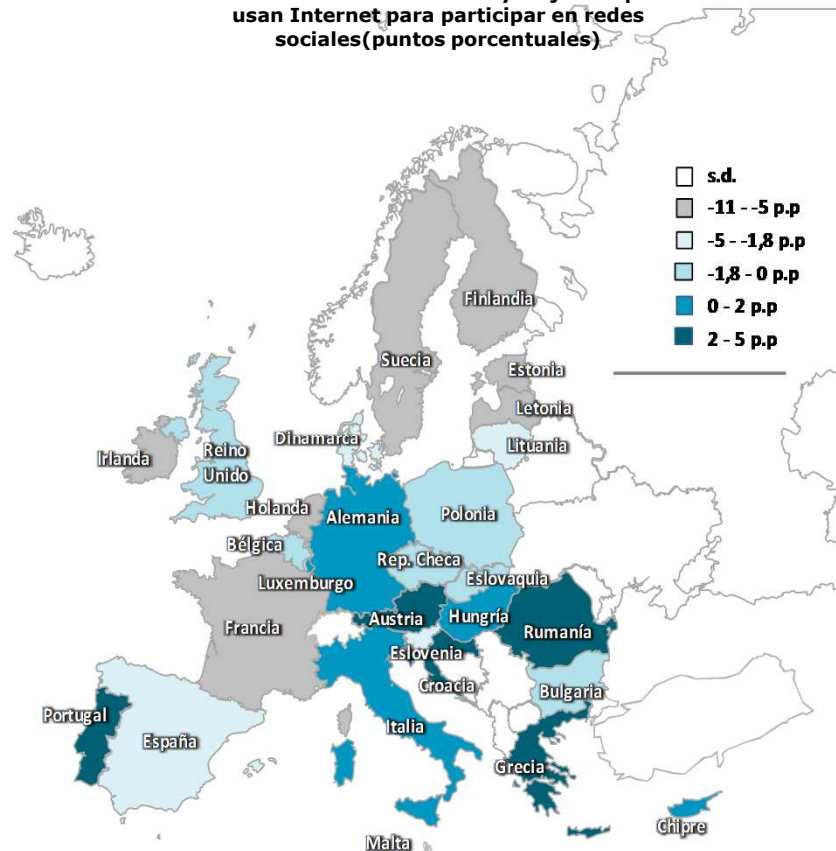 usan Internet para participar en redes
sociales(puntos porcentuales)
s.d.
-11 - -5 p.p
-5 - -1,8 p.p
-1,8 - 0 p.p
0 - 2 p.p
2 - 5 p.p
Finlandia
Suecia
Estonia
Letonia
Dinamarca
Lituania
Irlanda
Reino
Unido
Holanda
Alemania
Polonia
Bélgica
Rep. Checa
Luxemburgo
Eslovaquia
Francia
Austria
Hungría
Rumanía
Eslovenia
Croacia
Bulgaria
Portugal
España
Italia
Grecia
Chipre
Malta